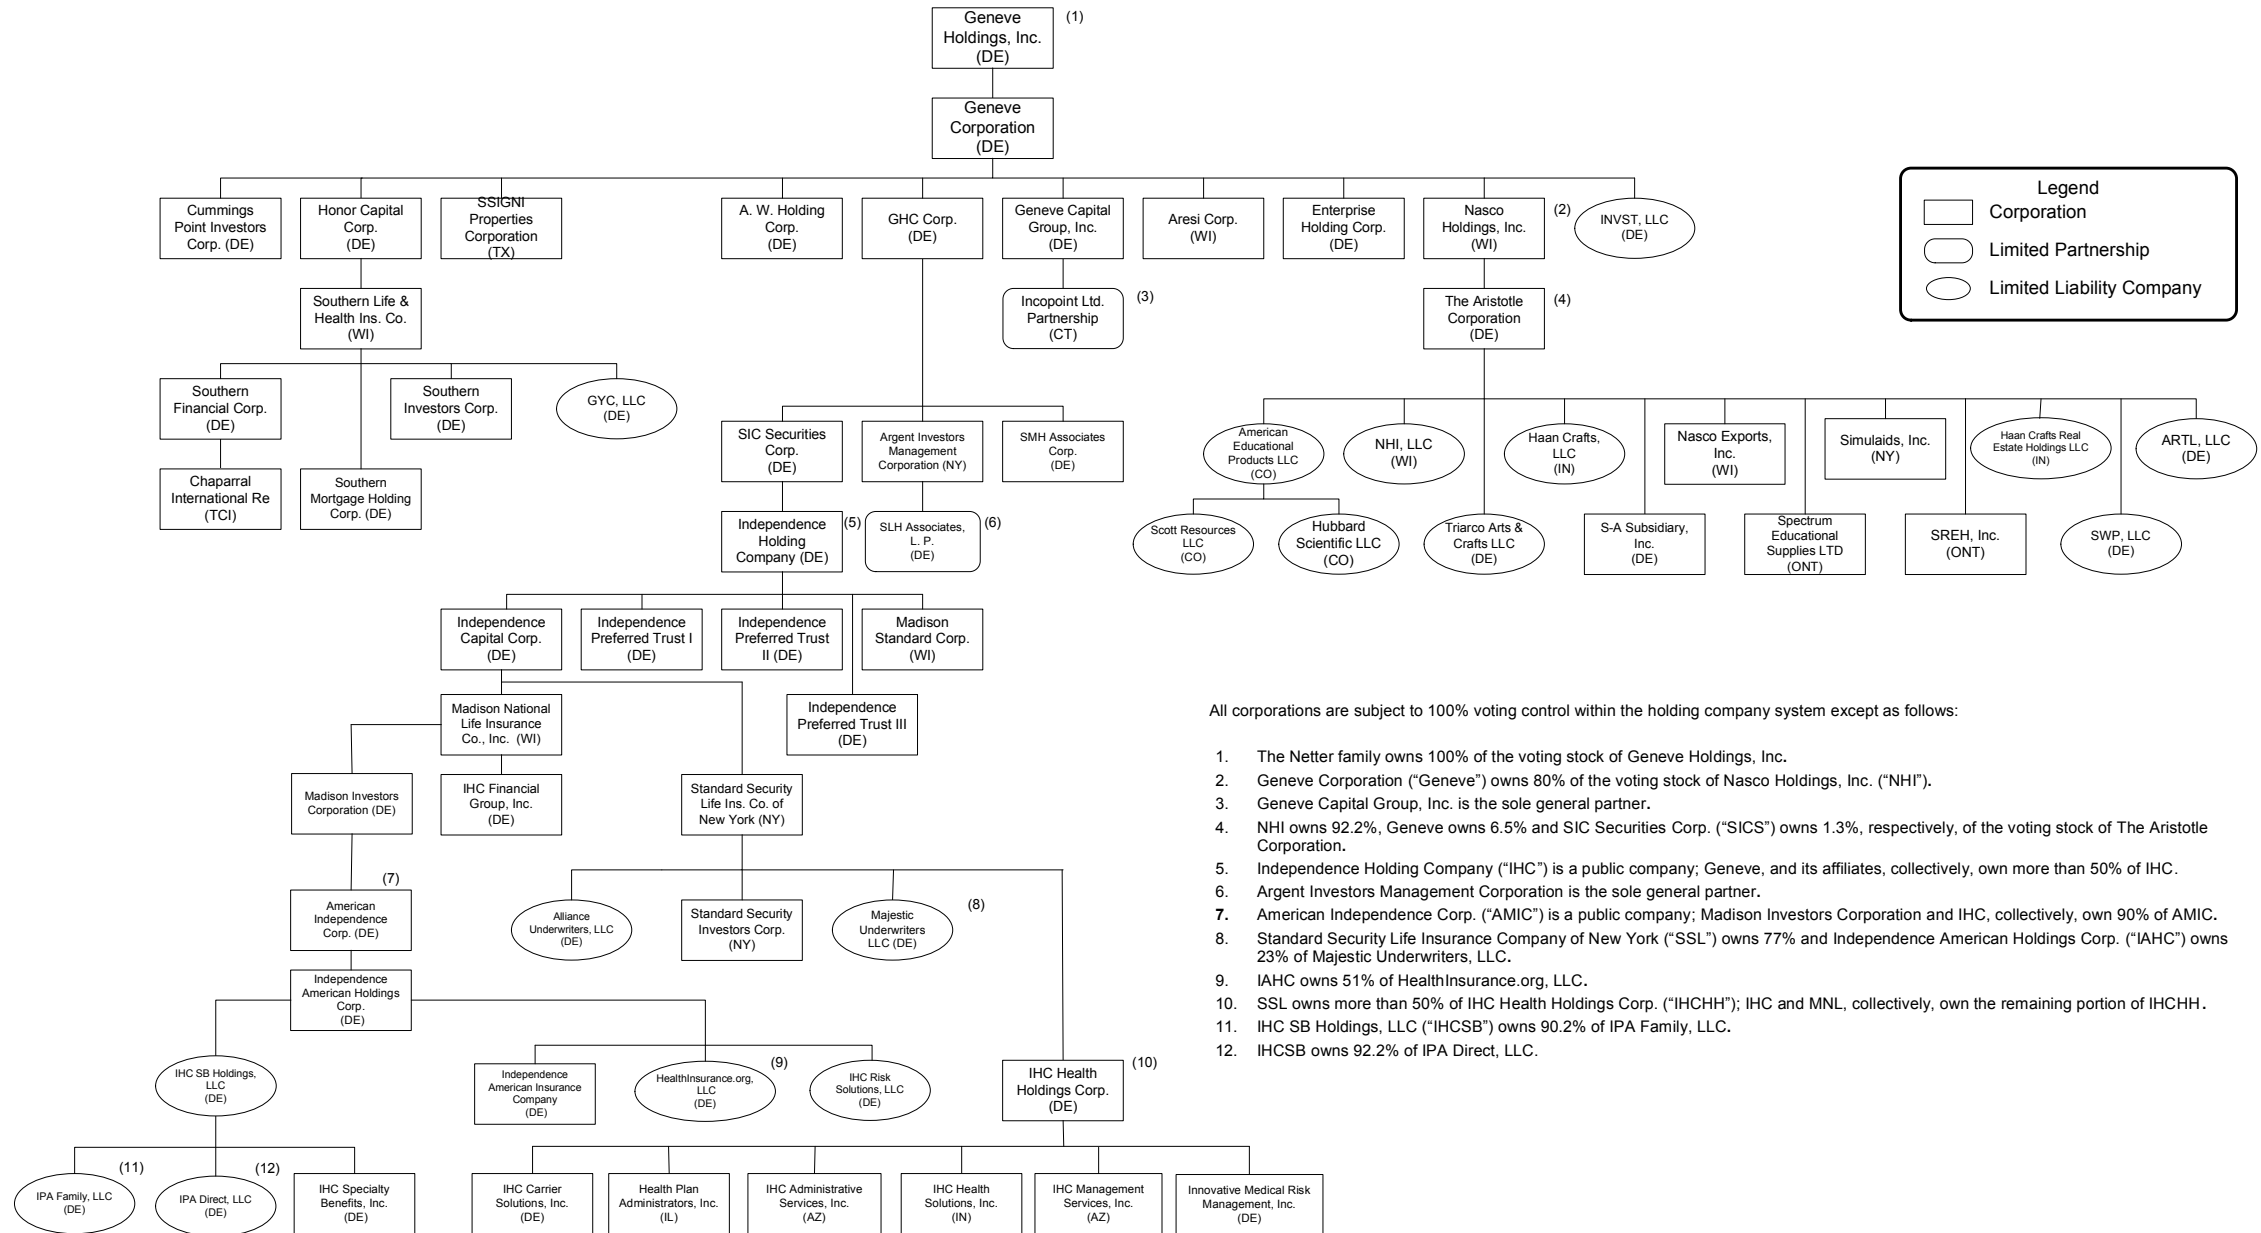 Geneve
Holdings, Inc.
(DE)
(1)
Geneve
Corporation
(DE)
Legend
Corporation
Limited Partnership
Limited Liability Company
Cummings
Point Investors
Corp. (DE)
Honor Capital
Corp.
(DE)
SSIGNI
Properties
Corporation
(TX)
A. W. Holding
Corp.
(DE)
GHC Corp.
(DE)
Geneve Capital
Group, Inc.
(DE)
Aresi Corp.
(WI)
Enterprise
Holding Corp.
(DE)
Nasco
Holdings, Inc.
(WI)
(2)
INVST, LLC
(DE)
Southern Life &
Health Ins. Co.
(WI)
Incopoint Ltd.
Partnership
(CT)
(3)
The Aristotle
Corporation
(DE)
(4)
Southern
Financial Corp.
(DE)
Southern
Investors Corp.
(DE)
GYC, LLC
(DE)
SIC Securities
Corp.
(DE)
Argent Investors
Management
Corporation (NY)
SMH Associates
Corp.
(DE)
American
Educational
Products LLC
(CO)
NHI, LLC
(WI)
Haan Crafts,
LLC
(IN)
Nasco Exports,
Inc.
(WI)
Simulaids, Inc.
(NY)
Haan Crafts Real
Estate Holdings LLC
(IN)
ARTL, LLC
(DE)
Chaparral
International Re
(TCI)
Southern
Mortgage Holding
Corp. (DE)
Independence
Holding
Company (DE)
(5)
SLH Associates,
L. P.
(DE)
(6)
Scott Resources
LLC
(CO)
Hubbard
Scientific LLC
(CO)
Triarco Arts &
Crafts LLC
(DE)
S-A Subsidiary,
Inc.
(DE)
Spectrum
Educational
Supplies LTD
(ONT)
SREH, Inc.
(ONT)
SWP, LLC
(DE)
Independence
Capital Corp.
(DE)
Independence
Preferred Trust I
(DE)
Independence
Preferred Trust
II (DE)
Madison
Standard Corp.
(WI)
Madison National
Life Insurance
Co., Inc. (WI)
Independence
Preferred Trust III
(DE)
Madison Investors
Corporation (DE)
IHC Financial
Group, Inc.
(DE)
Standard Security
Life Ins. Co. of
New York (NY)
(7)
American
Independence
Corp. (DE)
Alliance
Underwriters, LLC
(DE)
Standard Security
Investors Corp.
(NY)
Majestic
Underwriters
LLC (DE)
(8)
Independence
American Holdings
Corp.
(DE)
IHC SB Holdings,
LLC
(DE)
Independence
American Insurance
Company
(DE)
HealthInsurance.org,
LLC
(DE)
(9)
IHC Risk
Solutions, LLC
(DE)
IHC Health
Holdings Corp.
(DE)
(10)
IPA Family, LLC
(DE)
(11)
IPA Direct, LLC
(DE)
(12)
IHC Specialty
Benefits, Inc.
(DE)
IHC Carrier
Solutions, Inc.
(DE)
Health Plan
Administrators, Inc.
(IL)
IHC Administrative
Services, Inc.
(AZ)
IHC Health
Solutions, Inc.
(IN)
IHC Management
Services, Inc.
(AZ)
Innovative Medical Risk
Management, Inc.
(DE)
All corporations are subject to 100% voting control within the holding company system except as follows:
1. The Netter family owns 100% of the voting stock of Geneve Holdings, Inc.
2. Geneve Corporation (“Geneve”) owns 80% of the voting stock of Nasco Holdings, Inc. (“NHI”).
3. Geneve Capital Group, Inc. is the sole general partner.
4. NHI owns 92.2%, Geneve owns 6.5% and SIC Securities Corp. (“SICS”) owns 1.3%, respectively, of the voting stock of The Aristotle
Corporation.
5. Independence Holding Company (“IHC”) is a public company; Geneve, and its affiliates, collectively, own more than 50% of IHC.
6. Argent Investors Management Corporation is the sole general partner.
7. American Independence Corp. (“AMIC”) is a public company; Madison Investors Corporation and IHC, collectively, own 90% of AMIC.
8. Standard Security Life Insurance Company of New York (“SSL”) owns 77% and Independence American Holdings Corp. (“IAHC”) owns
23% of Majestic Underwriters, LLC.
9. IAHC owns 51% of HealthInsurance.org, LLC.
10. SSL owns more than 50% of IHC Health Holdings Corp. (“IHCHH”); IHC and MNL, collectively, own the remaining portion of IHCHH.
11. IHC SB Holdings, LLC (“IHCSB”) owns 90.2% of IPA Family, LLC.
12. IHCSB owns 92.2% of IPA Direct, LLC.